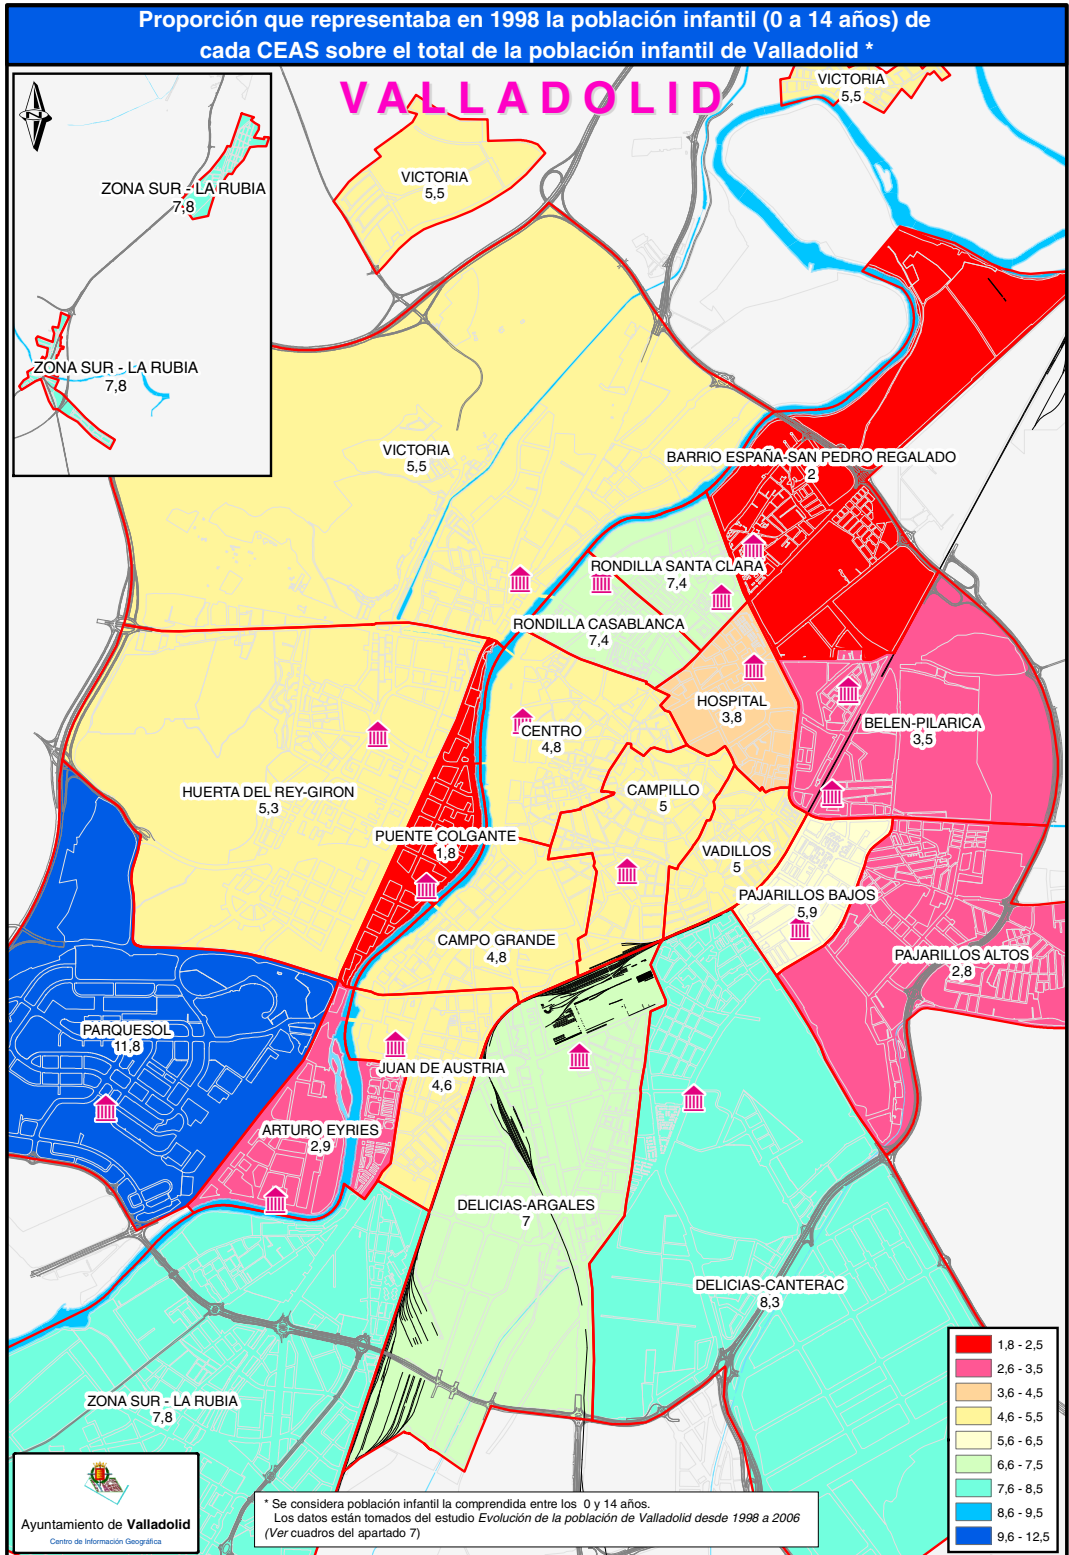 Proporción que representaba en 1998 la población infantil (0 a 14 años) de
cada CEAS sobre el total de la población infantil de Valladolid *
VALLADOLID
VICTORIA
5,5
VICTORIA
5,5
N
ZONA SUR - LA RUBIA
7,8
ZONA SUR - LA RUBIA
7,8
VICTORIA
5,5
BARRIO ESPAÑA-SAN PEDRO REGALADO
2
RONDILLA SANTA CLARA
7,4
RONDILLA CASABLANCA
7,4
HOSPITAL
3,8
BELEN-PILARICA
3,5
CENTRO
4,8
HUERTA DEL REY-GIRON
5,3
CAMPILLO
5
PUENTE COLGANTE
1,8
VADILLOS
5
PAJARILLOS BAJOS
5,9
CAMPO GRANDE
4,8
PAJARILLOS ALTOS
2,8
PARQUESOL
11,8
JUAN DE AUSTRIA
4,6
ARTURO EYRIES
2,9
DELICIAS-ARGALES
7
DELICIAS-CANTERAC
8,3
ZONA SUR - LA RUBIA
7,8
1,8 - 2,5
2,6 - 3,5
3,6 - 4,5
4,6 - 5,5
5,6 - 6,5
6,6 - 7,5
7,6 - 8,5
8,6 - 9,5
9,6 - 12,5
Ayuntamiento de Valladolid
Centro de Información Geográfica
* Se considera población infantil la comprendida entre los 0 y 14 años.
Los datos están tomados del estudio Evolución de la población de Valladolid desde 1998 a 2006
(Ver cuadros del apartado 7)